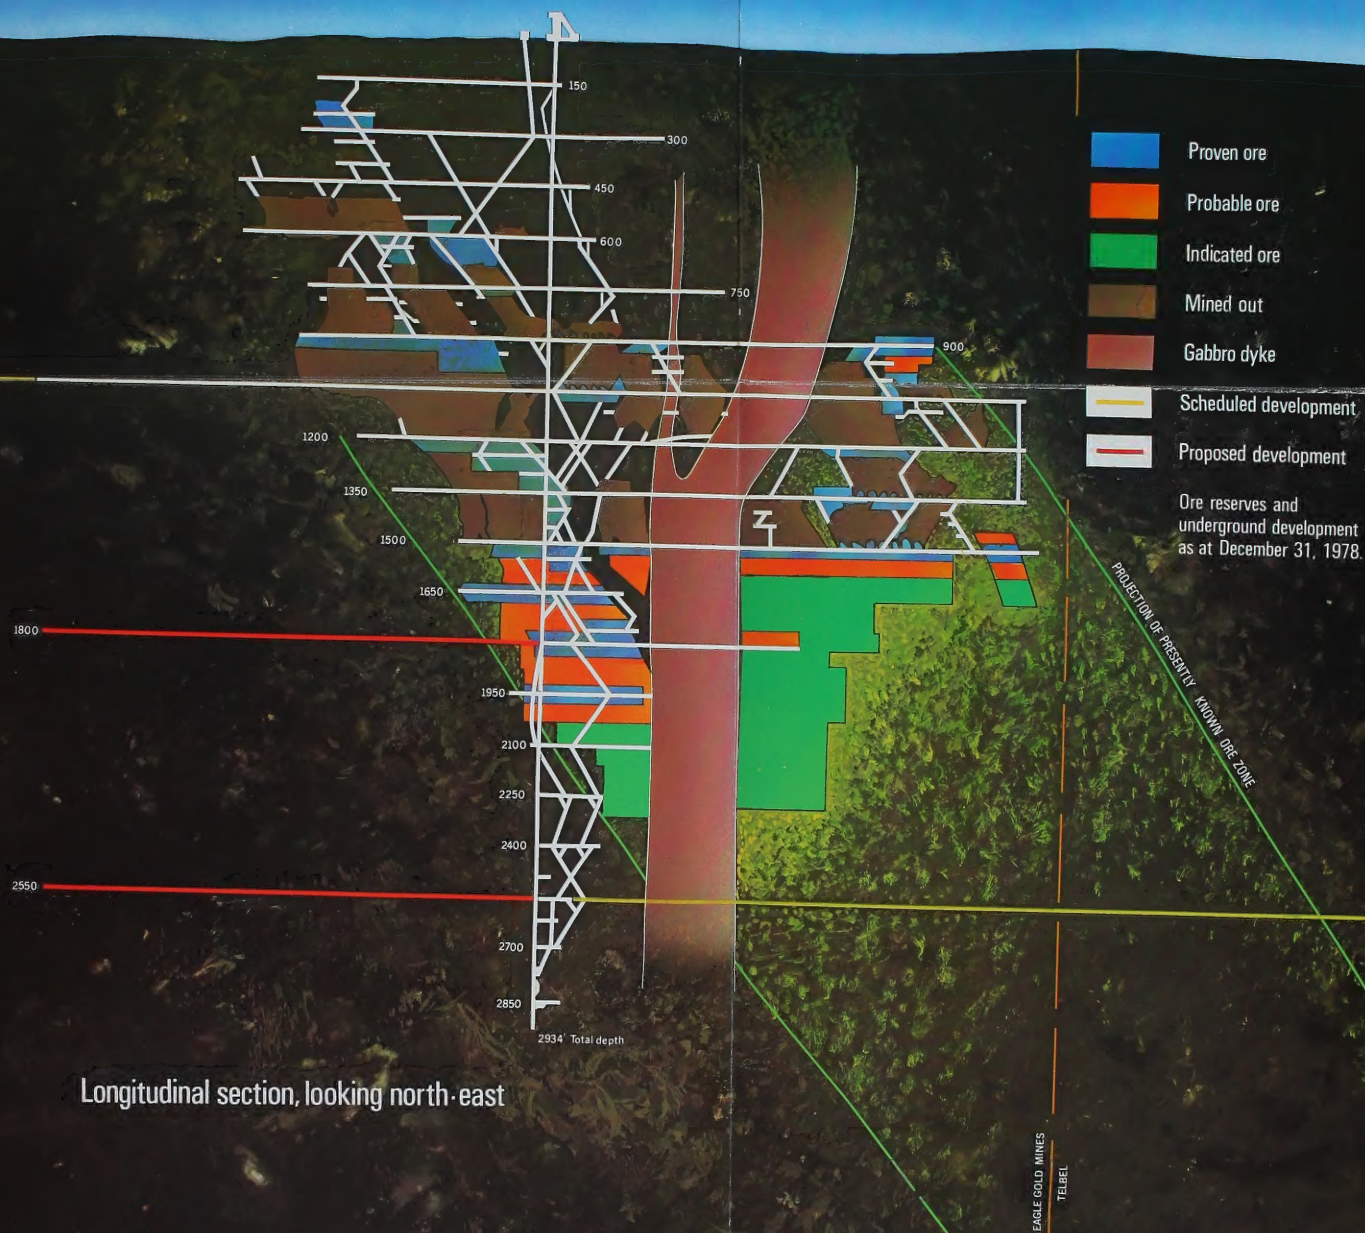 150
300
450
600
750
900
1200
1350
1500
1650
1800
1950
2100
2250
2400
2550
2700
2850
2934' Total depth
Proven ore
Probable ore
Indicated ore
Mined out
Gabbro dyke
Scheduled development
Proposed development
Ore reserves and
underground development
as at December 31, 1978.
PROJECTION OF PRESENTLY KNOWN ORE ZONE
Longitudinal section, looking north-east
EAGLE GOLD MINES
TELBEL